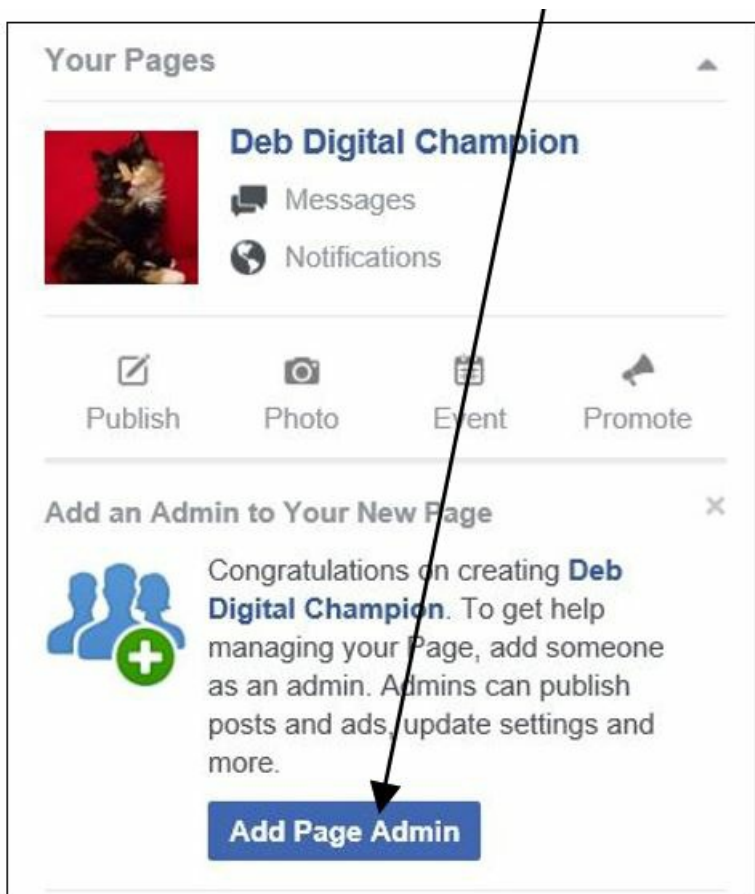 Your Pages
Deb Digital Champion
Messages
Notifications
Publish Photo Event Promote
Add an Admin to Your New Page
Congratulations on creating Deb
Digital Champion. To get help
managing your Page, add someone
as an admin. Admins can publish
posts and ads, update settings and
more.
Add Page Admin